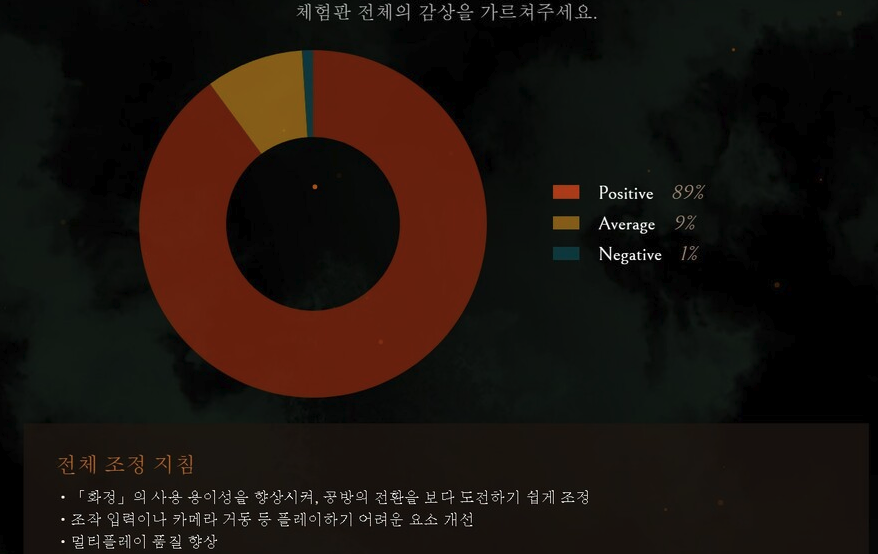 체험판 전체의 감상을 가르쳐주세요.
Positive 89%
Average 9%
Negative 1%
전체 조정 지침
• 「화정」의 사용 용이성을 향상시켜, 공방의 전환을 보다 도전하기 쉽게 조정
• 조작 입력이나 카메라 거동 등 플레이하기 어려운 요소 개선
• 멀티플레이 품질 향상